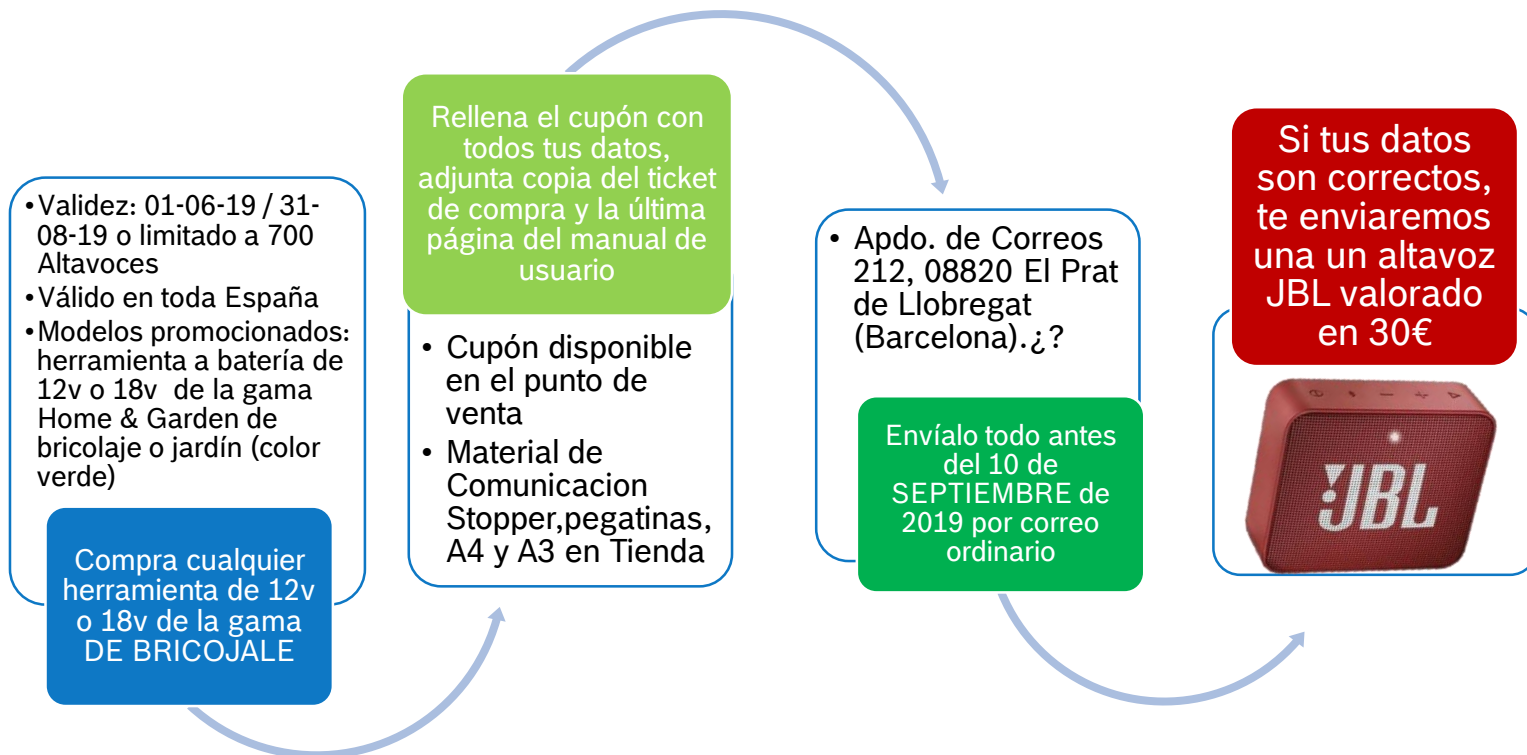 •Validez: 01-06-19 / 31-
08-19 o limitado a 700
Altavoces
•Válido en toda España
•Modelos promocionados:
herramienta a batería de
12v o 18v de la gama
Home & Garden de
bricolaje o jardín (color
verde)
Compra cualquier
herramienta de 12v
o 18v de la gama
DE BRICOJALE
Rellena el cupón con
todos tus datos,
adjunta copia del ticket
de compra y la última
página del manual de
usuario
• Cupón disponible
en el punto de
venta
• Material de
Comunicacion
Stopper,pegatinas,
A4 y A3 en Tienda
• Apdo. de Correos
212, 08820 El Prat
de Llobregat
(Barcelona).¿?
Envíalo todo antes
del 10 de
SEPTIEMBRE de
2019 por correo
ordinario
Si tus datos
son correctos,
te enviaremos
una un altavoz
JBL valorado
en 30€
JBL